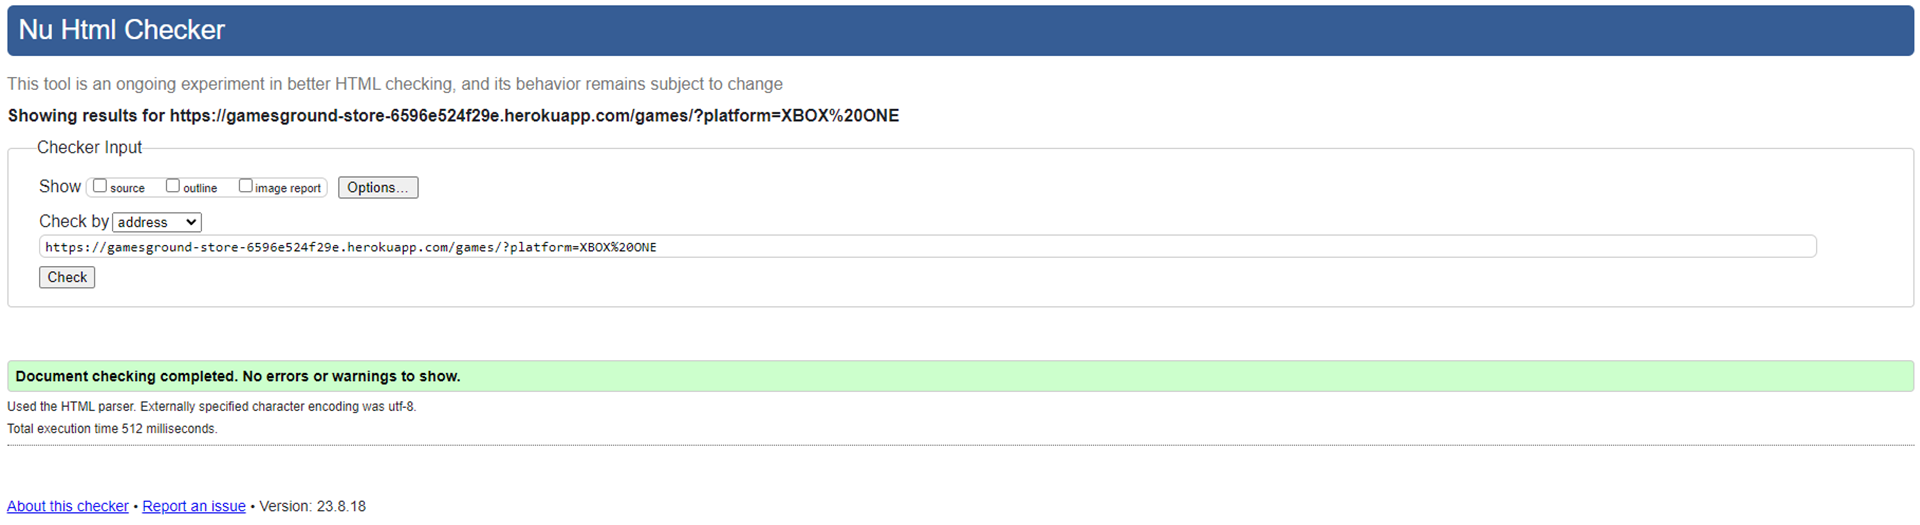 Nu Html Checker
This tool is an ongoing experiment in better HTML checking, and its behavior remains subject to change
Showing results for https://gamesground-store-6596e524f29e.herokuapp.com/games/?platform=XBOX%20ONE
Checker Input
Show source outline image report Options...
Check by address
https://gamesground-store-6596e524f29e.herokuapp.com/games/?platform=XBOX%20ONE
Check
Document checking completed. No errors or warnings to show.
Used the HTML parser. Externally specified character encoding was utf-8.
Total execution time 512 milliseconds.
About this checker • Report an issue • Version: 23.8.18